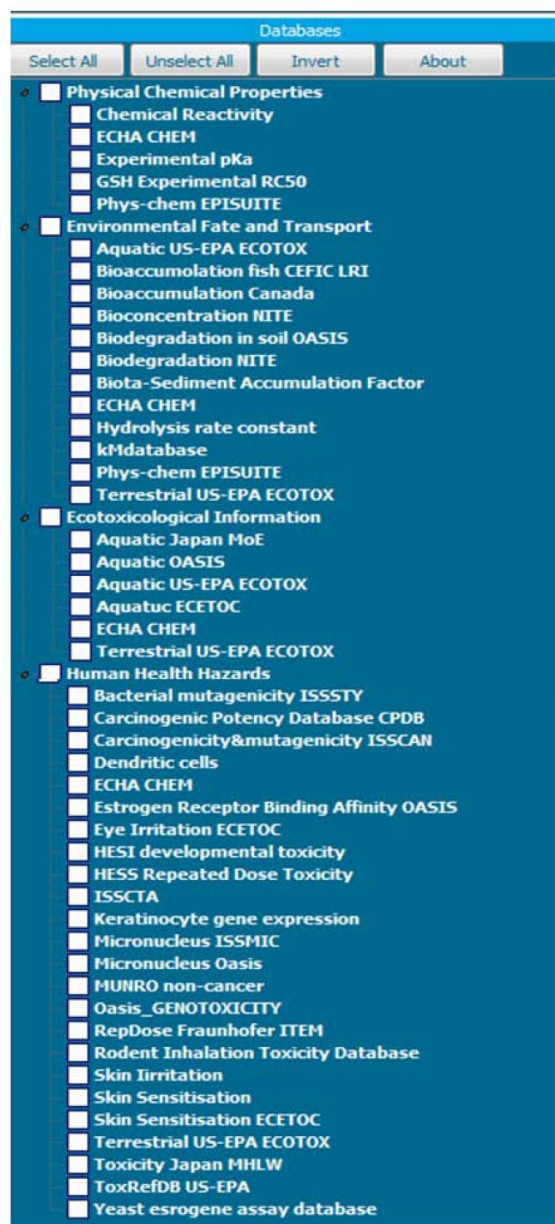 Databases
Select All Unselect All Invert About
Physical Chemical Properties
Chemical Reactivity
ECHA CHEM
Experimental pKa
GSH Experimental RC50
Phys-chem EPISUITE
Environmental Fate and Transport
Aquatic US-EPA ECOTOX
Bioaccumolation fish CEFIC LRI
Bioaccumulation Canada
Bioconcentration NITE
Biodegradation in soil OASIS
Biodegradation NITE
Biota-Sediment Accumulation Factor
ECHA CHEM
Hydrolysis rate constant
kMdatabase
Phys-chem EPISUITE
Terrestrial US-EPA ECOTOX
Ecotoxicological Information
Aquatic Japan MoE
Aquatic OASIS
Aquatic US-EPA ECOTOX
Aquatuc ECETOC
ECHA CHEM
Terrestrial US-EPA ECOTOX
Human Health Hazards
Bacterial mutagenicity ISSSTY
Carcinogenic Potency Database CPDB
Carcinogenicity&mutagenicity ISSCAN
Dendritic cells
ECHA CHEM
Estrogen Receptor Binding Affinity OASIS
Eye Irritation ECETOC
HESI developmental toxicity
HESS Repeated Dose Toxicity
ISSCTA
Keratinocyte gene expression
Micronucleus ISSMIC
Micronucleus Oasis
MUNRO non-cancer
Oasis_GENOTOXICITY
RepDose Fraunhofer ITEM
Rodent Inhalation Toxicity Database
Skin Iirritation
Skin Sensitisation
Skin Sensitisation ECETOC
Terrestrial US-EPA ECOTOX
Toxicity Japan MHLW
ToxRefDB US-EPA
Yeast esrogene assay database